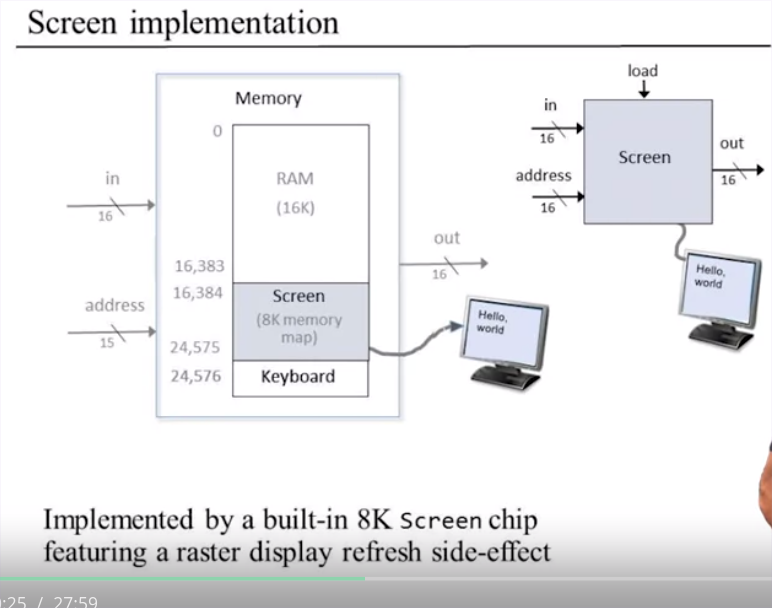 Screen implementation
Memory
0
in
16
RAM
(16K)
16,383
16,384
address
15
Screen
(8K memory
map)
24,575
24,576
Keyboard
out
16
Hello,
world
load
in
16
address
16
Screen
out
16
Hello,
world
Implemented by a built-in 8K Screen chip
featuring a raster display refresh side-effect
:25 / 27:59